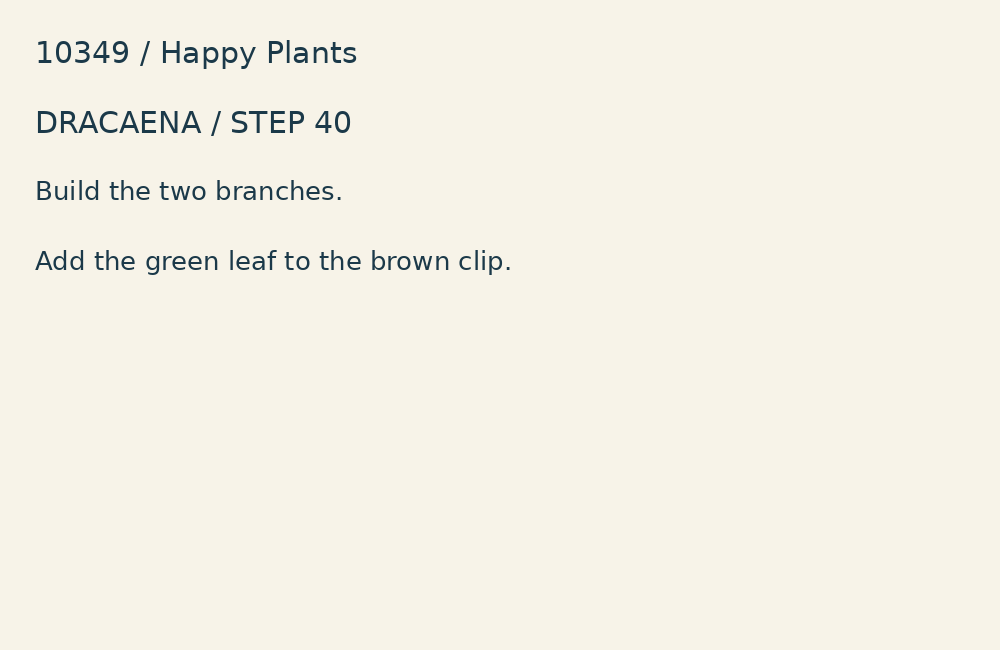 10349 / Happy Plants
DRACAENA / STEP 40
Build the two branches.
Add the green leaf to the brown clip.